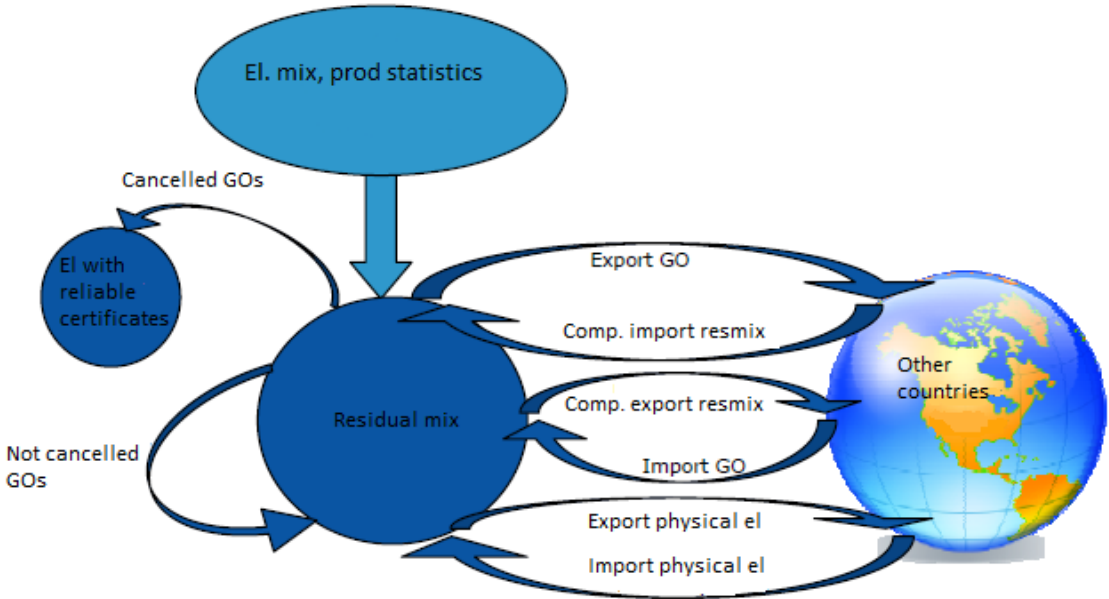 El. mix, prod statistics
Cancelled GOs
El with
reliable
certificates
Export GO
Comp. import resmix
Other
countries
Residual mix
Comp. export resmix
Not cancelled
GOs
Import GO
Export physical el
Import physical el